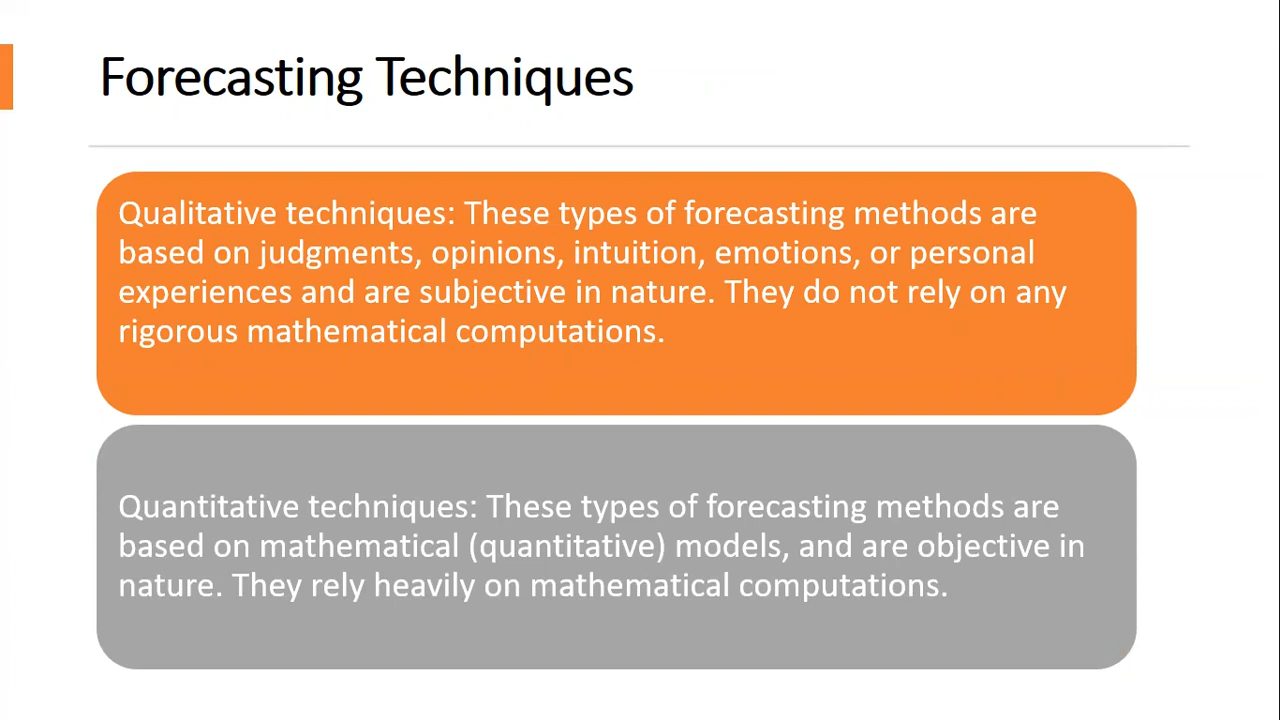 Forecasting Techniques
Qualitative techniques: These types of forecasting methods are
based on judgments, opinions, intuition, emotions, or personal
experiences and are subjective in nature. They do not rely on any
rigorous mathematical computations.
Quantitative techniques: These types of forecasting methods are
based on mathematical (quantitative) models, and are objective in
nature. They rely heavily on mathematical computations.